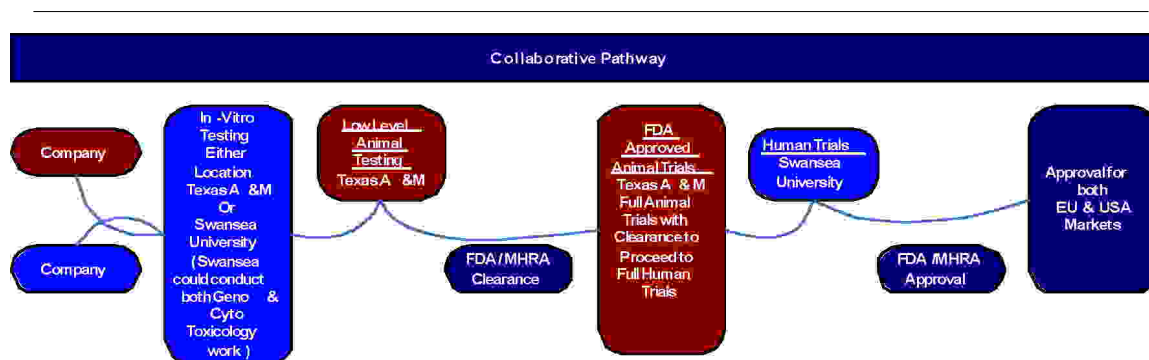 Collaborative Pathway
Company
Company
In -Vitro
Testing
Either
Location
Texas A &M
Or
Swansea
University
(Swansea
could conduct
both Geno &
Cyto
Toxicology
work )
Low Level
Animal
Testing
Texas A &M
FDA / MHRA
Clearance
FDA
Approved
Animal Trials
Texas A & M
Full Animal
Trials with
Clearance to
Proceed to
Full Human
Trials
Human Trials
Swansea
University
FDA /MHRA
Approval
Approval for
both
EU & USA
Markets